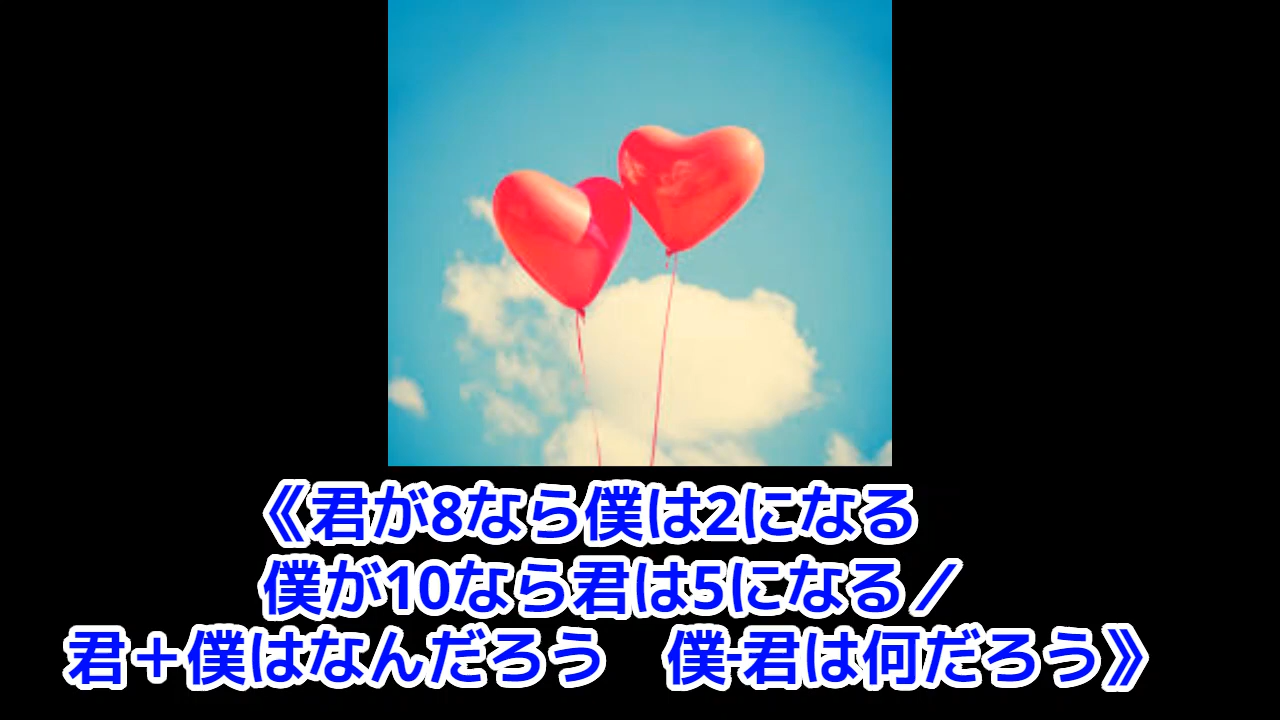 《君が8なら僕は2になる
僕が10なら君は5になる／
君＋僕はなんだろう　僕-君は何だろう》